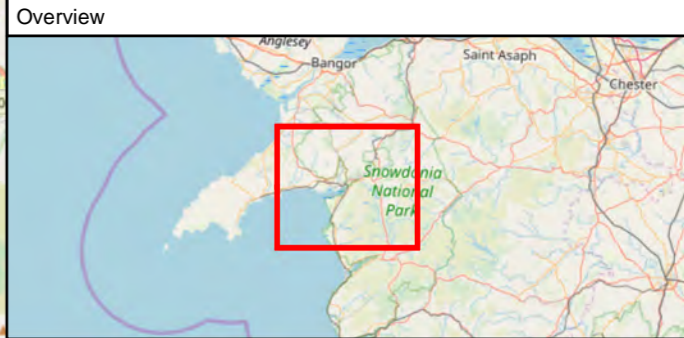 Overview
Anglesey
Bangor
Saint Asaph
Chester
Snowdonia
National
Park